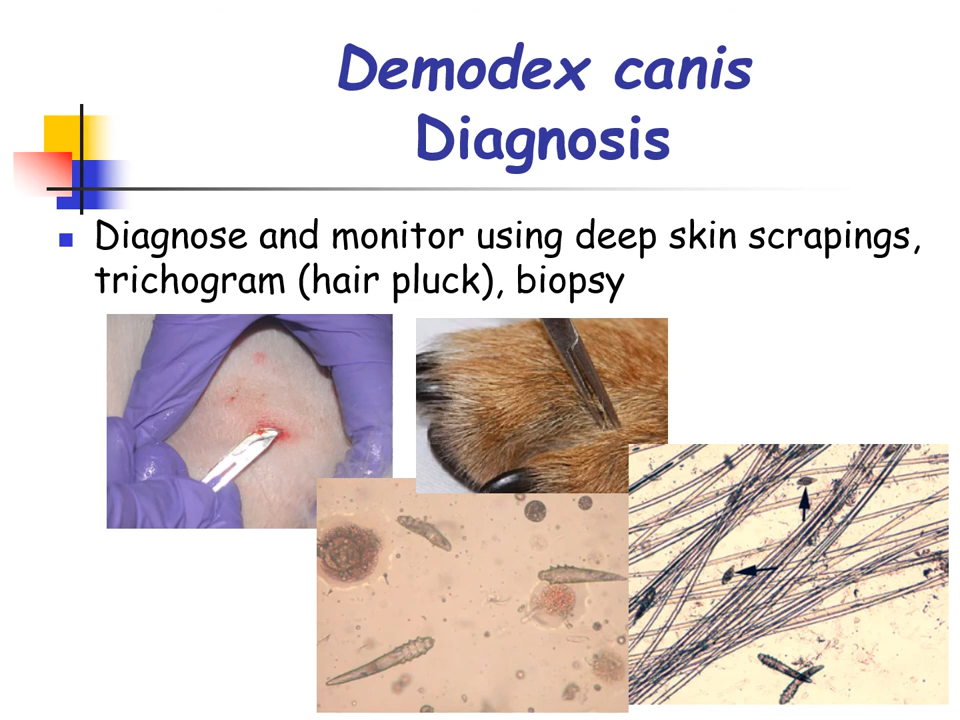 Demodex canis
Diagnosis
Diagnose and monitor using deep skin scrapings,
trichogram (hair pluck), biopsy